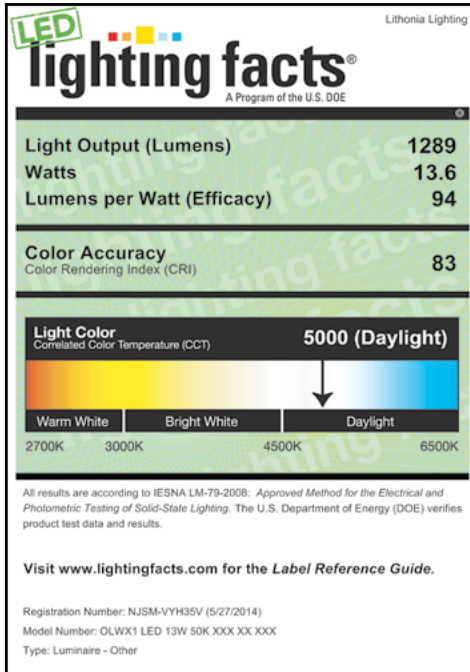 Lithonia Lighting
LED
lighting facts®
A Program of the U.S. DOE
Light Output (Lumens) 1289
Watts 13.6
Lumens per Watt (Efficacy) 94
Color Accuracy 83
Color Rendering Index (CRI)
Light Color 5000 (Daylight)
Correlated Color Temperature (CCT)
Warm White Bright White Daylight
2700K 3000K 4500K 6500K
All results are according to IESNA LM-79-2008: Approved Method for the Electrical and
Photometric Testing of Solid-State Lighting. The U.S. Department of Energy (DOE) verifies
product test data and results.
Visit www.lightingfacts.com for the Label Reference Guide.
Registration Number: NJSM-VYH35V (5/27/2014)
Model Number: OLWX1 LED 13W 50K XXX XX XXX
Type: Luminaire - Other